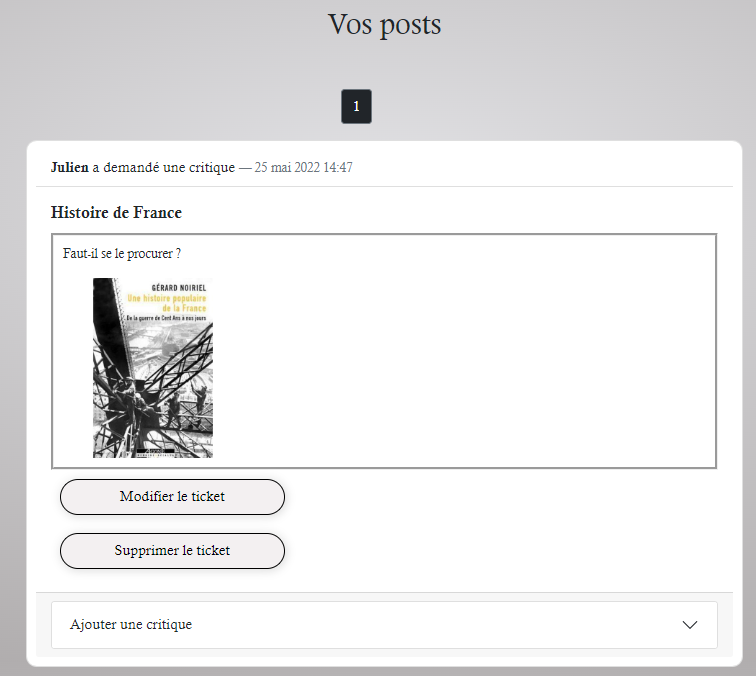 Vos posts
1
Julien a demandé une critique — 25 mai 2022 14:47
Histoire de France
Faut-il se le procurer ?
GÉRARD NOIRIEL
Une histoire populaire
de la France
De la guerre de Cent Ans à nos jours
Modifier le ticket
Supprimer le ticket
Ajouter une critique